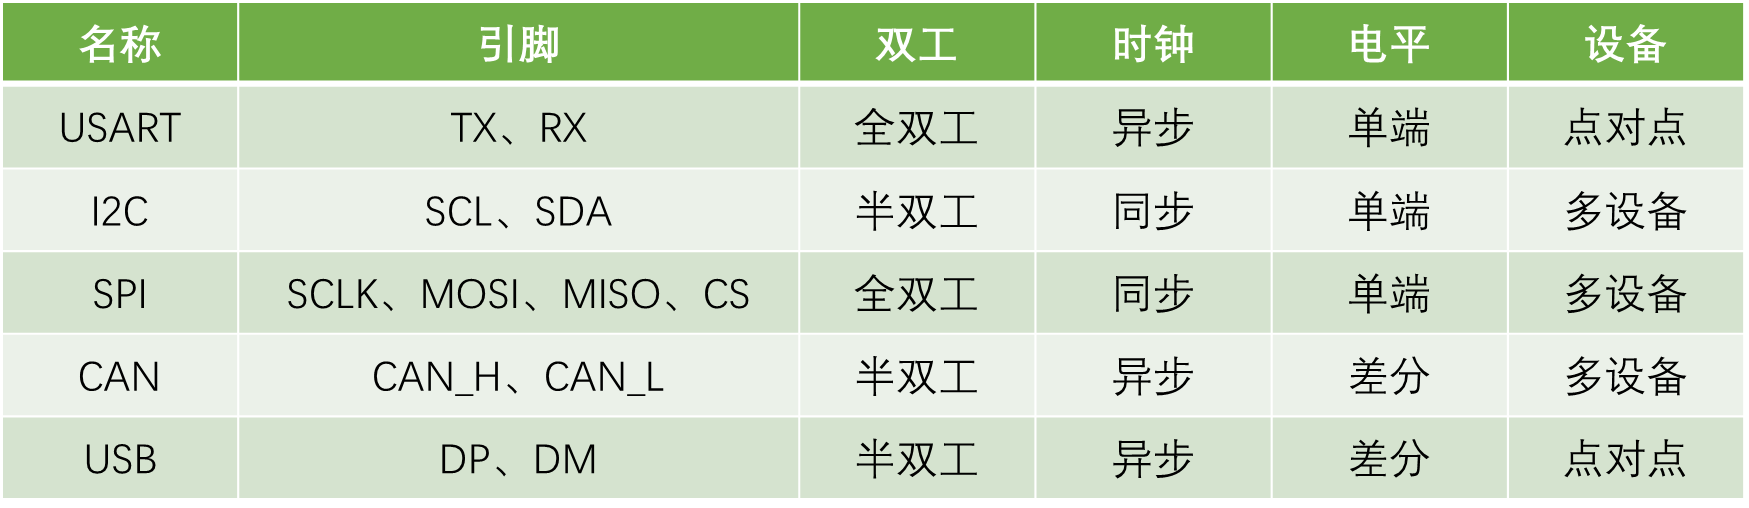 名称 引脚 双工 时钟 电平 设备
USART TX、RX 全双工 异步 单端 点对点
I2C SCL、SDA 半双工 同步 单端 多设备
SPI SCLK、MOSI、MISO、CS 全双工 同步 单端 多设备
CAN CAN_H、CAN_L 半双工 异步 差分 多设备
USB DP、DM 半双工 异步 差分 点对点